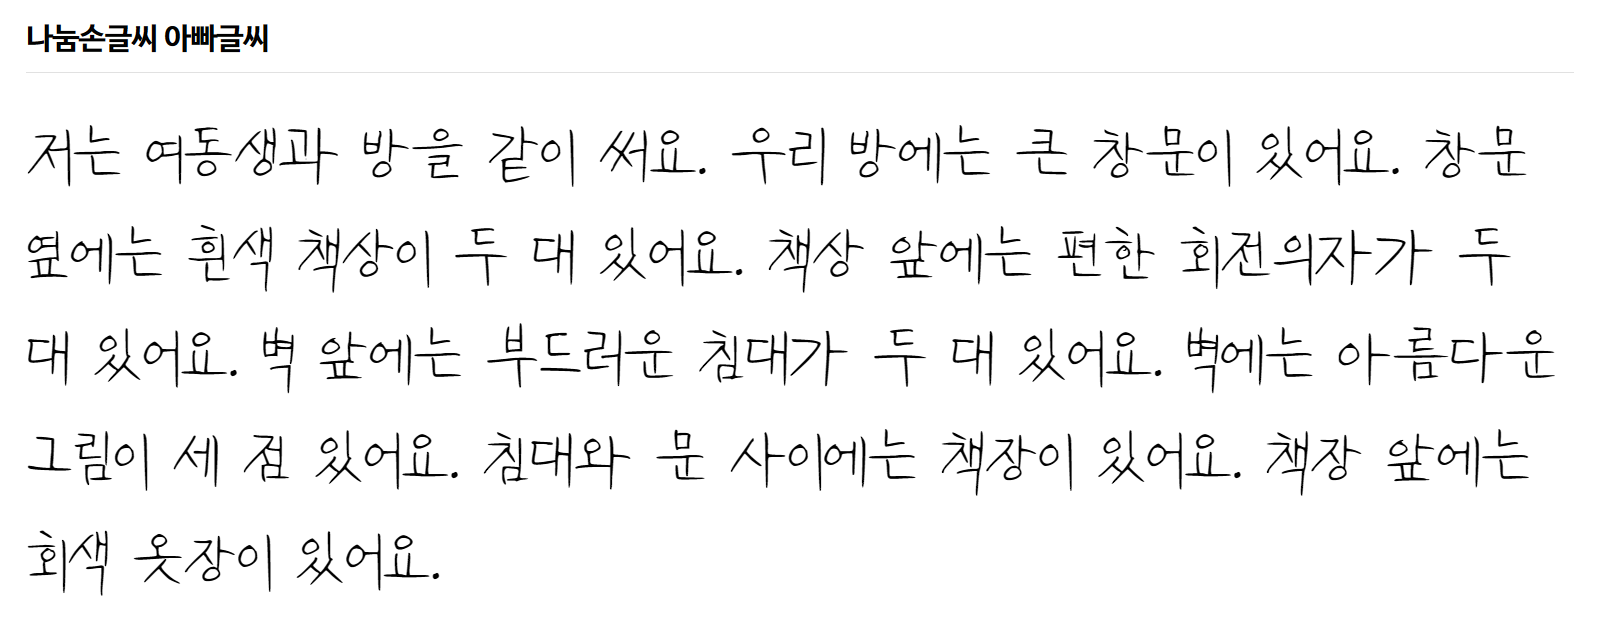 나눔손글씨 아빠글씨
저는 여동생과 방을 같이 써요. 우리 방에는 큰 창문이 있어요. 창문
옆에는 흰색 책상이 두 대 있어요. 책상 앞에는 편한 회전의자가 두
대 있어요. 벽 앞에는 부드러운 침대가 두 대 있어요. 벽에는 아름다운
그림이 세 점 있어요. 침대와 문 사이에는 책장이 있어요. 책장 앞에는
회색 옷장이 있어요.